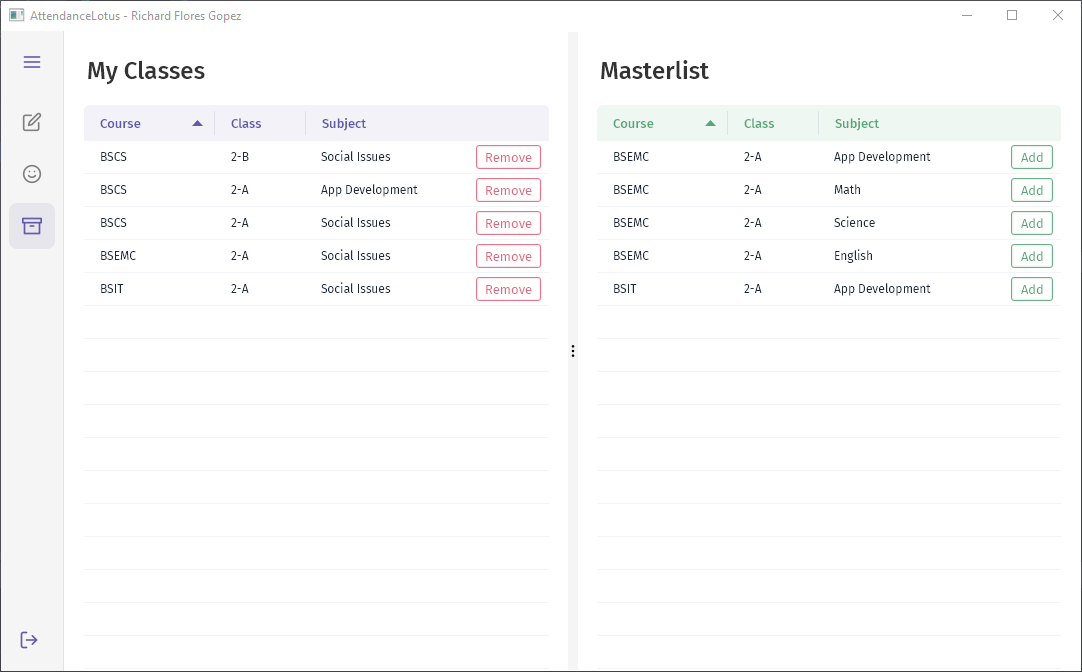 AttendanceLotus - Richard Flores Gopez
My Classes
Course Class Subject
BSCS 2-B Social Issues Remove
BSCS 2-A App Development Remove
BSCS 2-A Social Issues Remove
BSEMC 2-A Social Issues Remove
BSIT 2-A Social Issues Remove
Masterlist
Course Class Subject
BSEMC 2-A App Development Add
BSEMC 2-A Math Add
BSEMC 2-A Science Add
BSEMC 2-A English Add
BSIT 2-A App Development Add